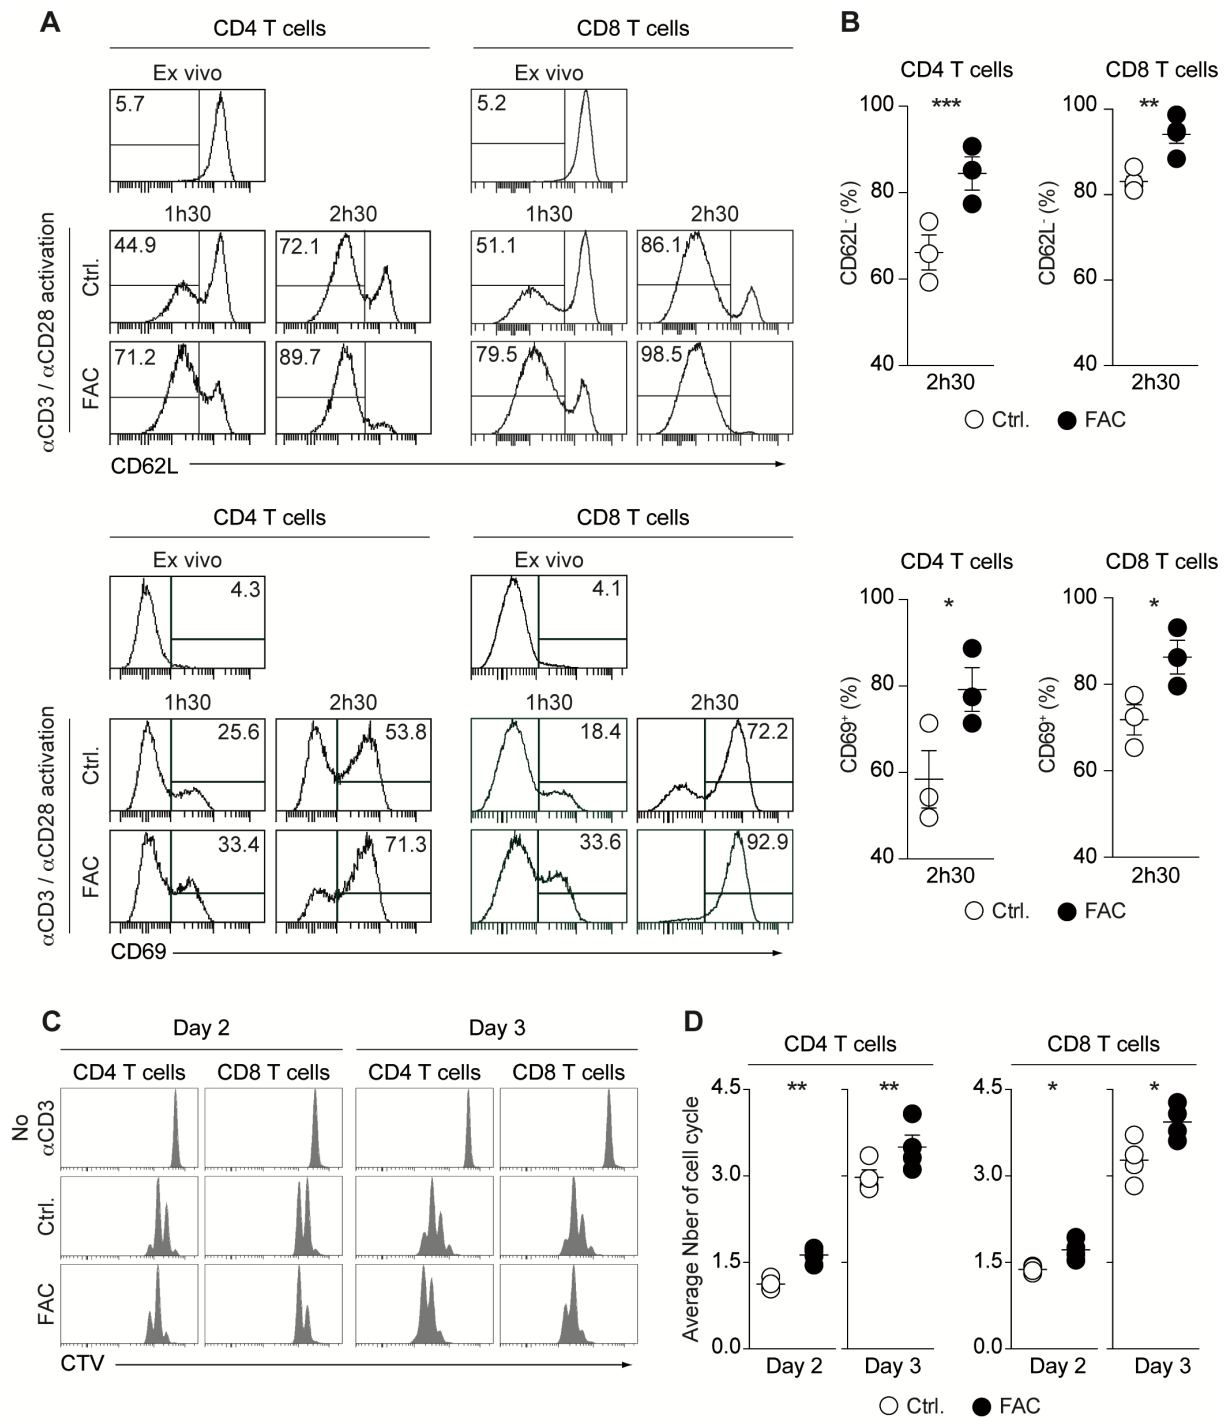 A
CD4 T cells
CD8 T cells
Ex vivo
Ex vivo
5.7
5.2
1h30
2h30
1h30
2h30
αCD3 / αCD28 activation
Ctrl.
44.9
72.1
51.1
86.1
FAC
71.2
89.7
79.5
98.5
CD62L
CD4 T cells
CD8 T cells
Ex vivo
Ex vivo
4.3
4.1
1h30
2h30
1h30
2h30
αCD3 / αCD28 activation
Ctrl.
25.6
53.8
18.4
72.2
FAC
33.4
71.3
33.6
92.9
CD69
B
CD4 T cells
CD8 T cells
CD62L⁻ (%)
100
80
60
40
***
2h30
CD62L⁻ (%)
100
80
60
40
**
2h30
Ctrl.
FAC
CD4 T cells
CD8 T cells
CD69⁺ (%)
100
80
60
40
*
2h30
CD69⁺ (%)
100
80
60
40
*
2h30
Ctrl.
FAC
C
Day 2
Day 3
CD4 T cells
CD8 T cells
CD4 T cells
CD8 T cells
No
αCD3
Ctrl.
FAC
CTV
D
CD4 T cells
CD8 T cells
Average Nber of cell cycle
4.5
3.0
1.5
0.0
**
**
Day 2
Day 3
4.5
3.0
1.5
0.0
*
*
Day 2
Day 3
Ctrl.
FAC